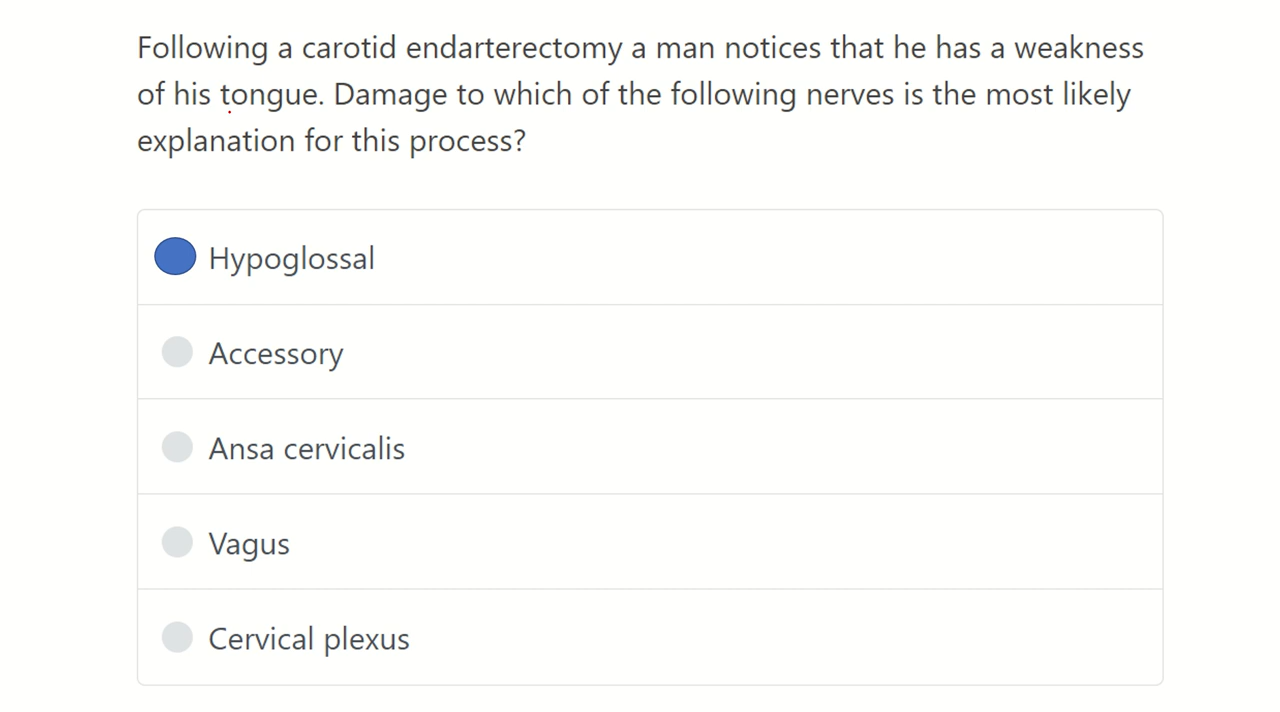 Following a carotid endarterectomy a man notices that he has a weakness
of his tongue. Damage to which of the following nerves is the most likely
explanation for this process?
Hypoglossal
Accessory
Ansa cervicalis
Vagus
Cervical plexus